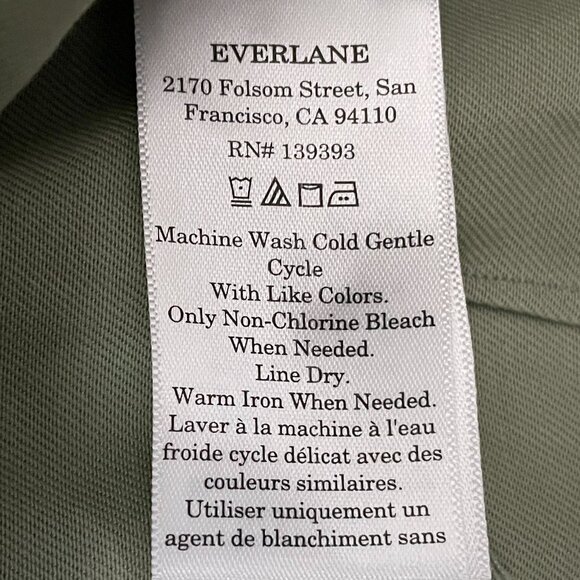 EVERLANE
2170 Folsom Street, San
Francisco, CA 94110
RN# 139393
Machine Wash Cold Gentle
Cycle
With Like Colors.
Only Non-Chlorine Bleach
When Needed.
Line Dry.
Warm Iron When Needed.
Laver à la machine à l'eau
froide cycle délicat avec des
couleurs similaires.
Utiliser uniquement un
agent de blanchiment sans